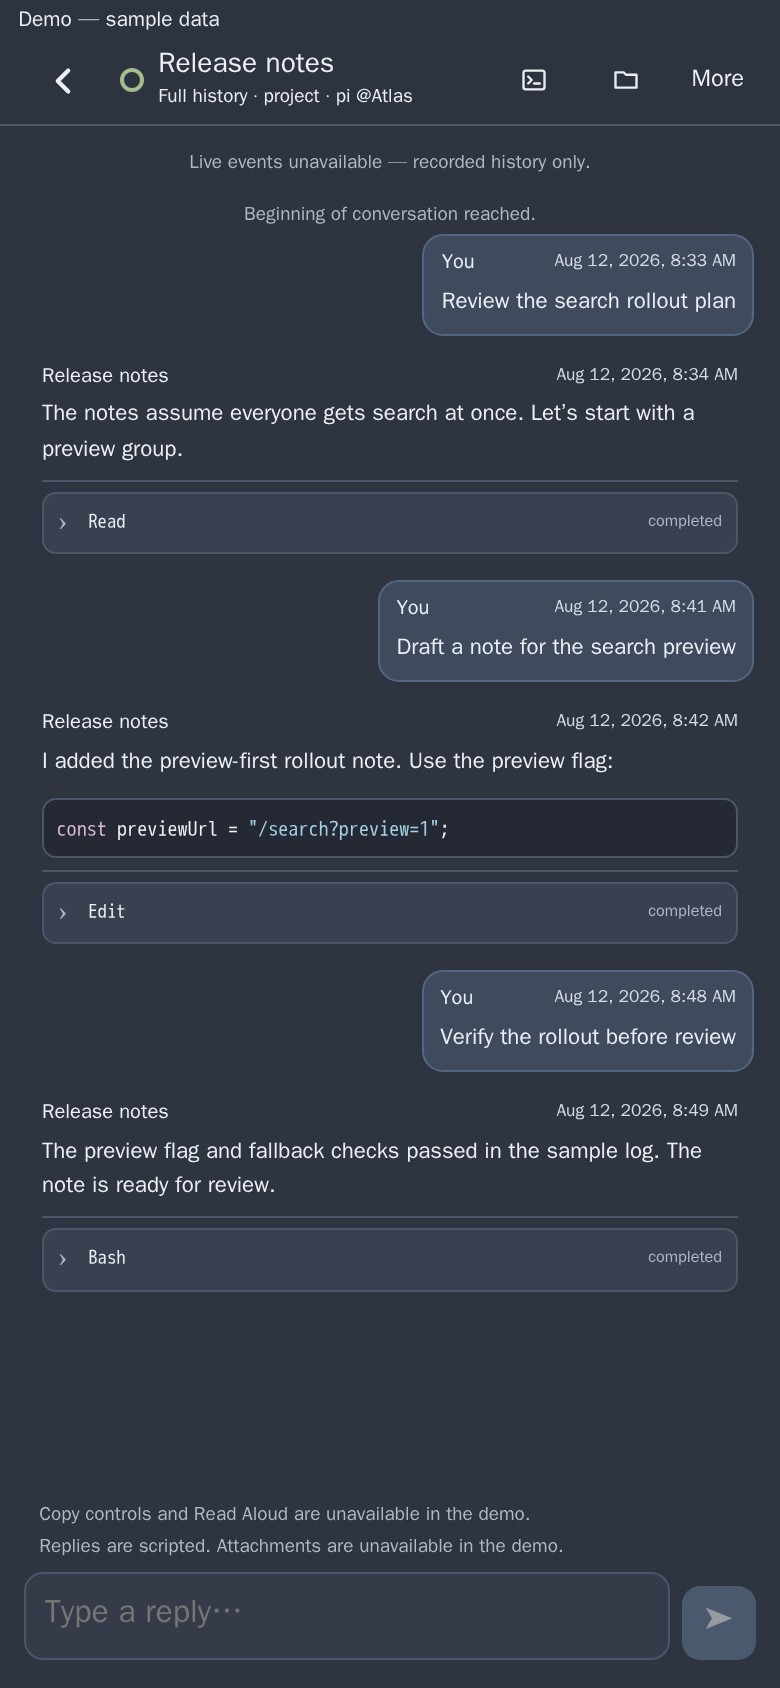 Demo — sample data
Release notes
Full history · project · pi @Atlas
More
Live events unavailable — recorded history only.
Beginning of conversation reached.
You Aug 12, 2026, 8:33 AM
Review the search rollout plan
Release notes Aug 12, 2026, 8:34 AM
The notes assume everyone gets search at once. Let’s start with a
preview group.
Read completed
You Aug 12, 2026, 8:41 AM
Draft a note for the search preview
Release notes Aug 12, 2026, 8:42 AM
I added the preview-first rollout note. Use the preview flag:
const previewUrl = "/search?preview=1";
Edit completed
You Aug 12, 2026, 8:48 AM
Verify the rollout before review
Release notes Aug 12, 2026, 8:49 AM
The preview flag and fallback checks passed in the sample log. The
note is ready for review.
Bash completed
Copy controls and Read Aloud are unavailable in the demo.
Replies are scripted. Attachments are unavailable in the demo.
Type a reply…